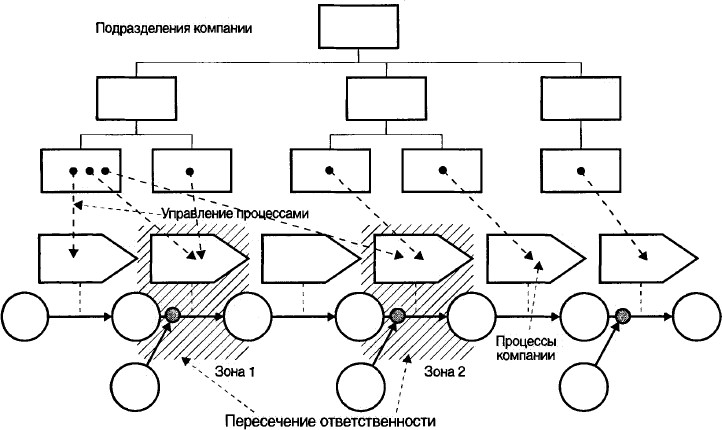 Подразделения компании
Управление процессами
Процессы
компании
Зона 1
Зона 2
Пересечение ответственности